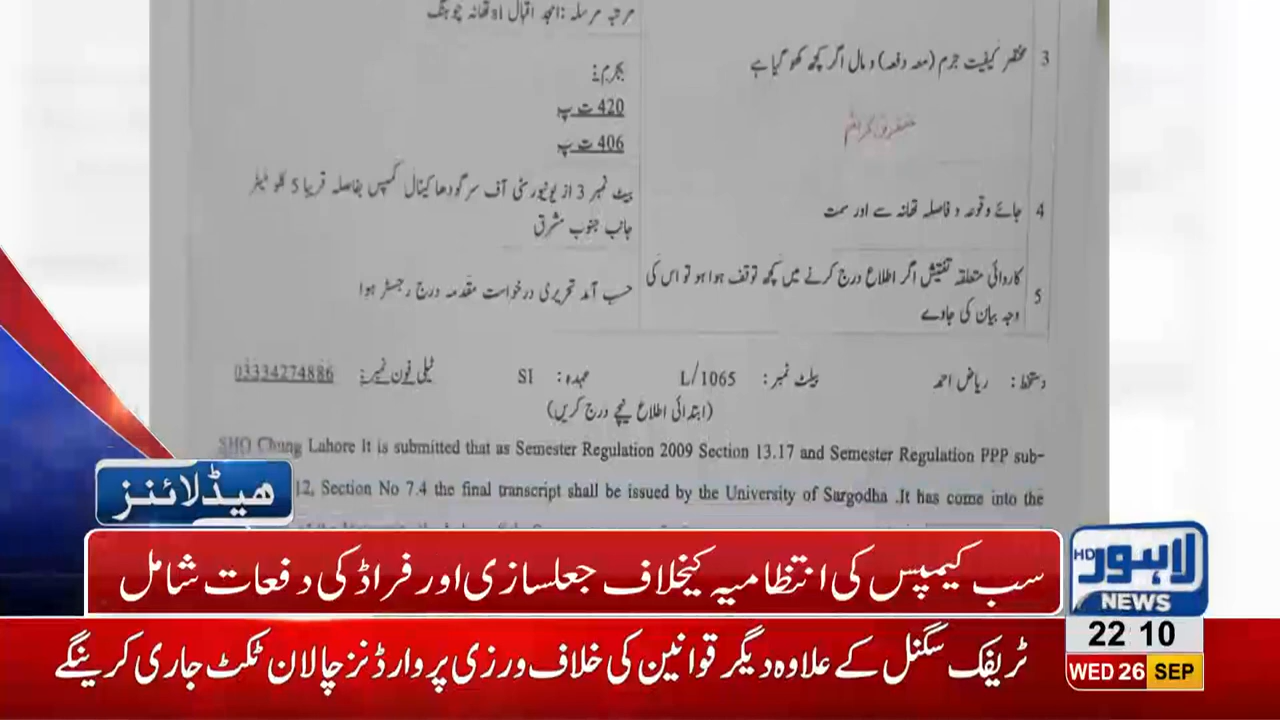 مرتبہ مرسلہ :امجد اقبال SI تھانہ چوہنگ
3 مختصر کیفیت جرم (معہ دفعہ) و مال اگر کچھ کھو گیا ہے
بجرم:
420 ت پ
406 ت پ
4 جائے وقوعہ و فاصلہ تھانہ سے اور سمت
بیٹ نمبر 3 از یونیورسٹی آف سرگودھا کینال کیمپس بفاصلہ قریبا 5 کلو میٹر
جانب جنوب مشرق
5 کاروائی متعلقہ تفتیش اگر اطلاع درج کرنے میں کچھ توقف ہوا ہو تو اس کی
وجہ بیان کی جاوے
حسب آمد تحریری درخواست مقدمہ درج رجسٹر ہوا
دستخط: ریاض احمد بیلٹ نمبر: L/1065 عہدہ: SI ٹیلی فون نمبر: 03334274886
(ابتدائی اطلاع نیچے درج کریں)
SHO Chung Lahore It is submitted that as Semester Regulation 2009 Section 13.17 and Semester Regulation PPP sub-
12, Section No 7.4 the final transcript shall be issued by the University of Sargodha .It has come into the
ھیڈلائنز
سب کیمپس کی انتظامیہ کیخلاف جعلسازی اور فراڈ کی دفعات شامل
ٹریفک سگنل کے علاوہ دیگر قوانین کی خلاف ورزی پر وارڈنز چالان ٹکٹ جاری کرینگے
HD لاہور
NEWS
22 10
WED 26 SEP